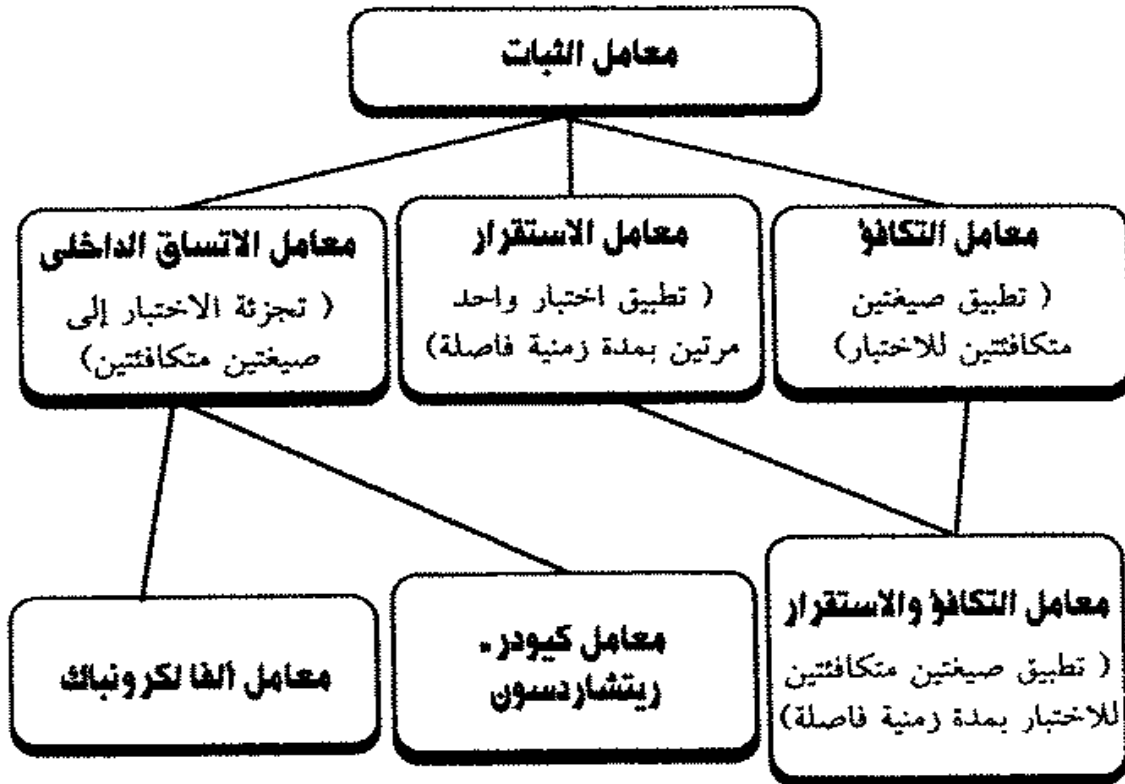 معامل الثبات
معامل التكافؤ
( تطبيق صيغتين
متكافئتين للاختبار)
معامل الاستقرار
( تطبيق اختبار واحد
مرتين بمدة زمنية فاصلة)
معامل الاتساق الداخلى
( تجزئة الاختبار إلى
صيغتين متكافئتين)
معامل التكافؤ والاستقرار
( تطبيق صيغتين متكافئتين
للاختبار بمدة زمنية فاصلة)
معامل كيودر -
ريتشاردسون
معامل ألفا لكرونباك